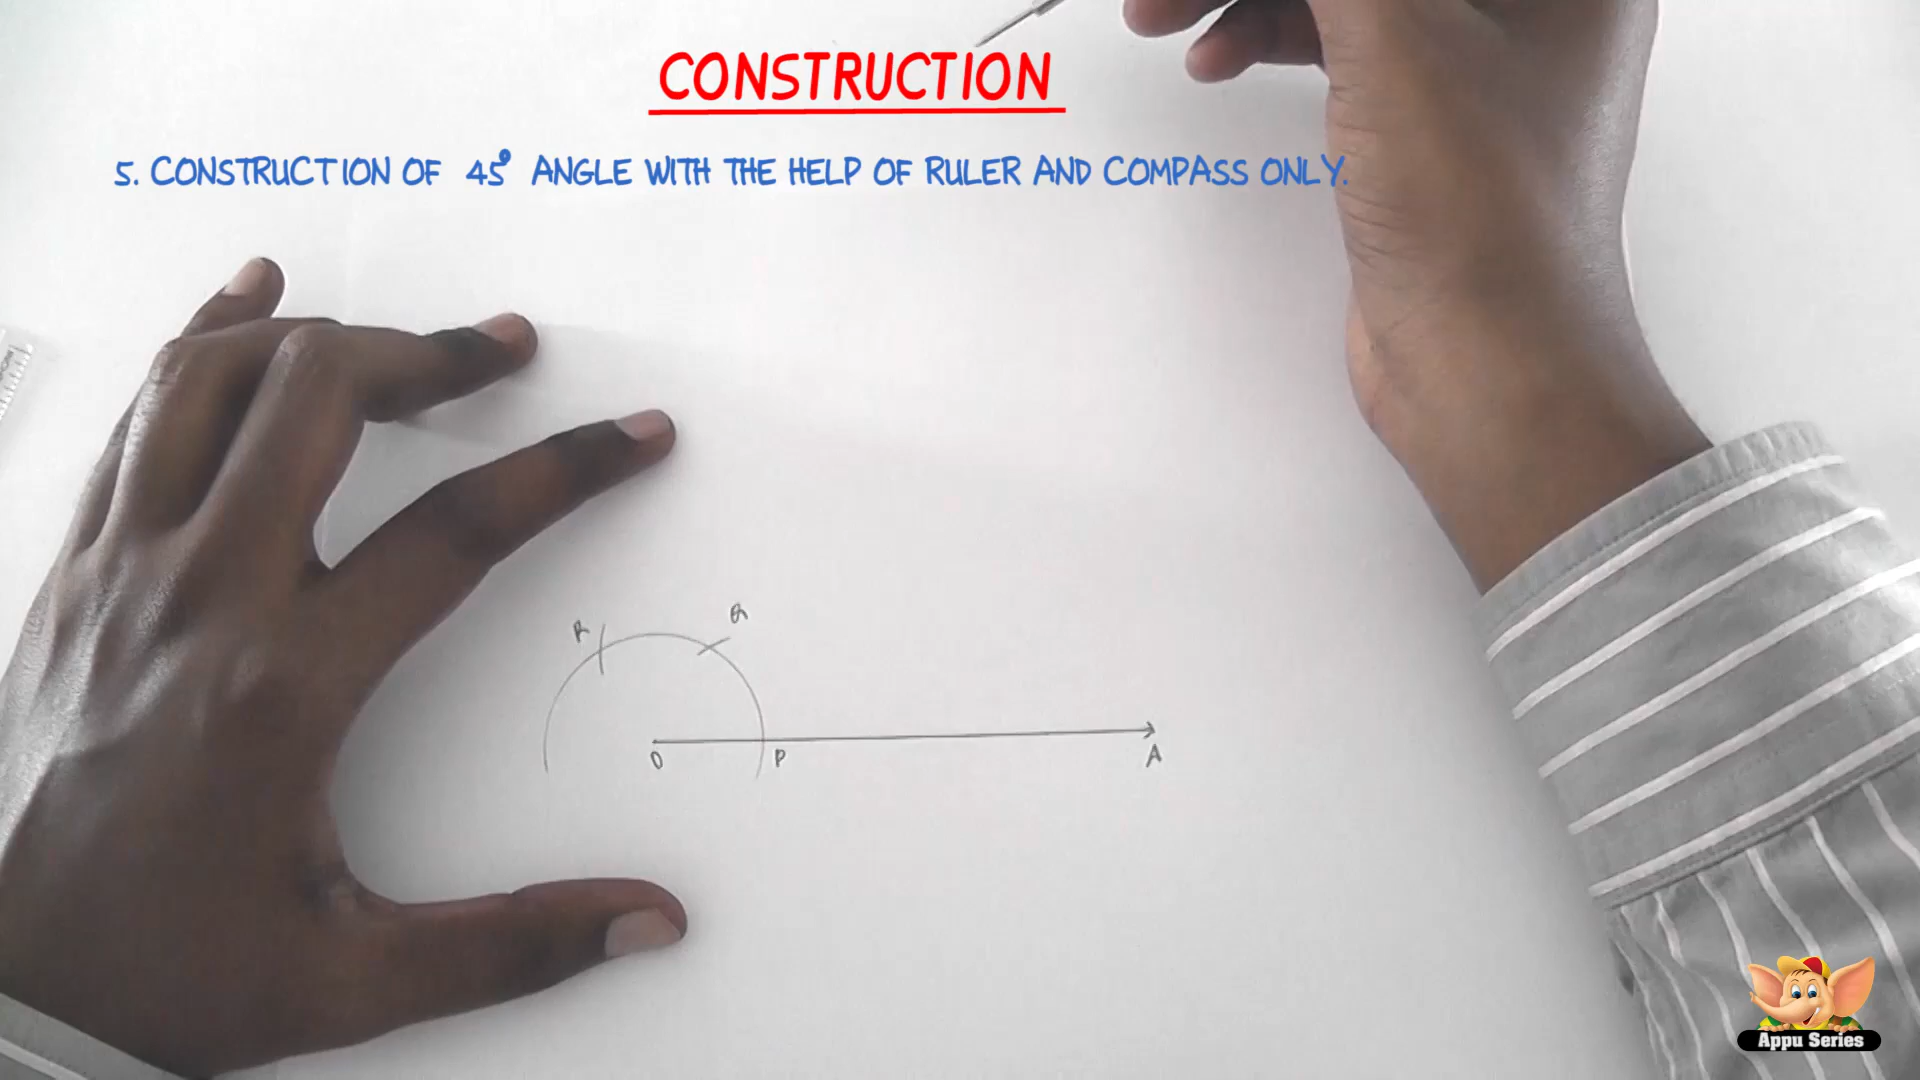 CONSTRUCTION
5. CONSTRUCTION OF 45° ANGLE WITH THE HELP OF RULER AND COMPASS ONLY.
R
Q
O
P
A
Appu Series